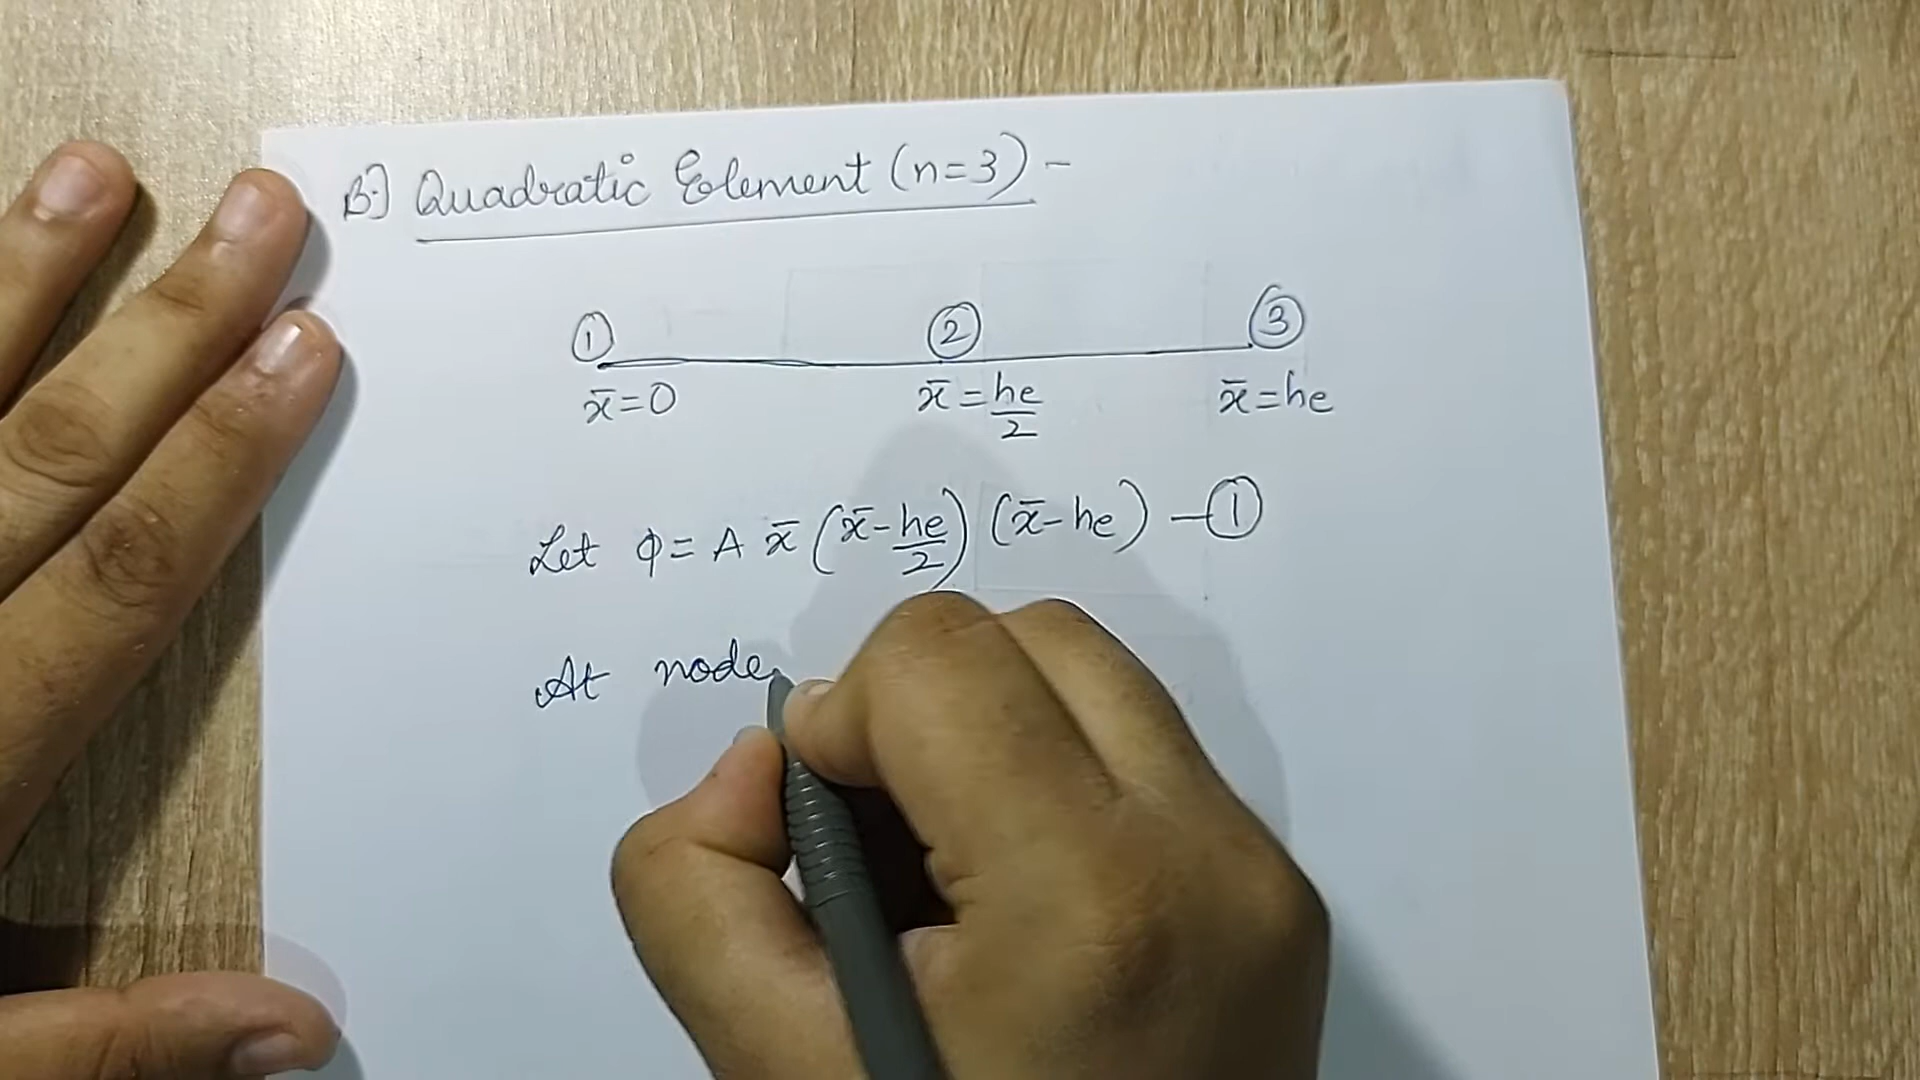 B.] Quadratic Element (n=3) -
① ② ③
x̄=0 x̄=he/2 x̄=he
Let φ= A x̄ (x̄-he/2) (x̄-he) -①
At node